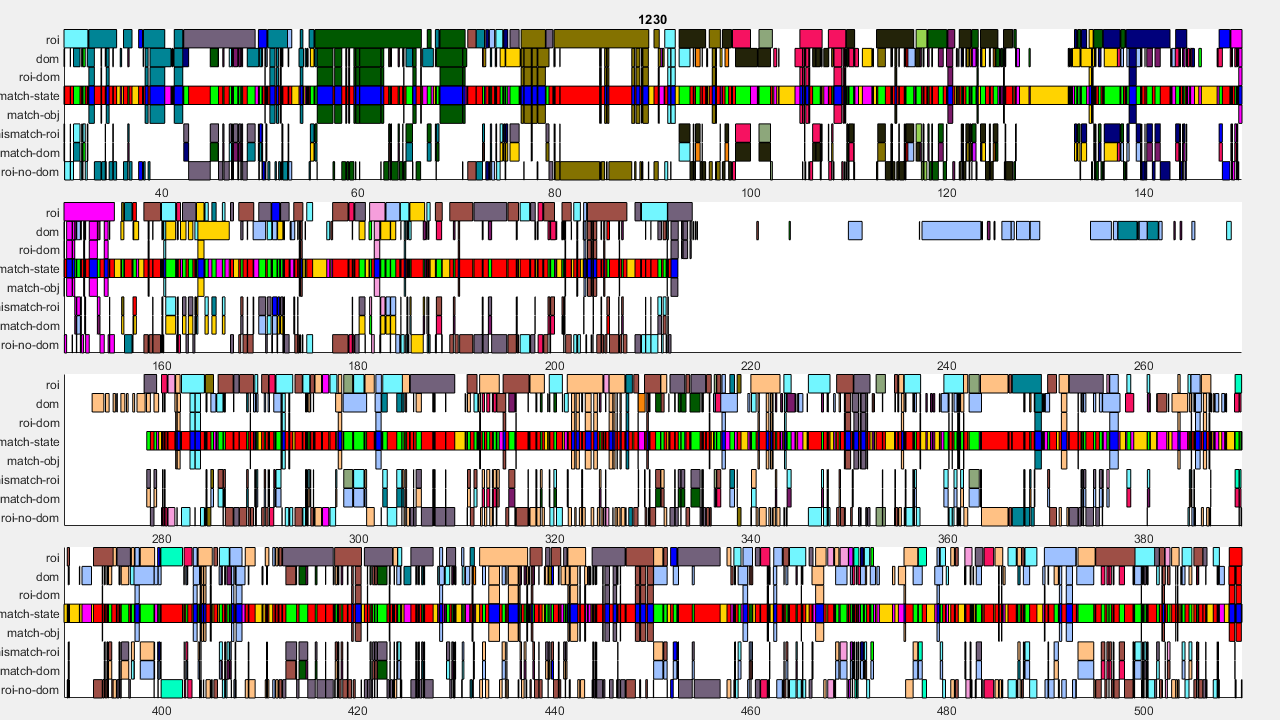 1230
roi
dom
roi-dom
match-state
match-obj
mismatch-roi
match-dom
roi-no-dom
40 60 80 100 120 140
roi
dom
roi-dom
match-state
match-obj
mismatch-roi
match-dom
roi-no-dom
160 180 200 220 240 260
roi
dom
roi-dom
match-state
match-obj
mismatch-roi
match-dom
roi-no-dom
280 300 320 340 360 380
roi
dom
roi-dom
match-state
match-obj
mismatch-roi
match-dom
roi-no-dom
400 420 440 460 480 500